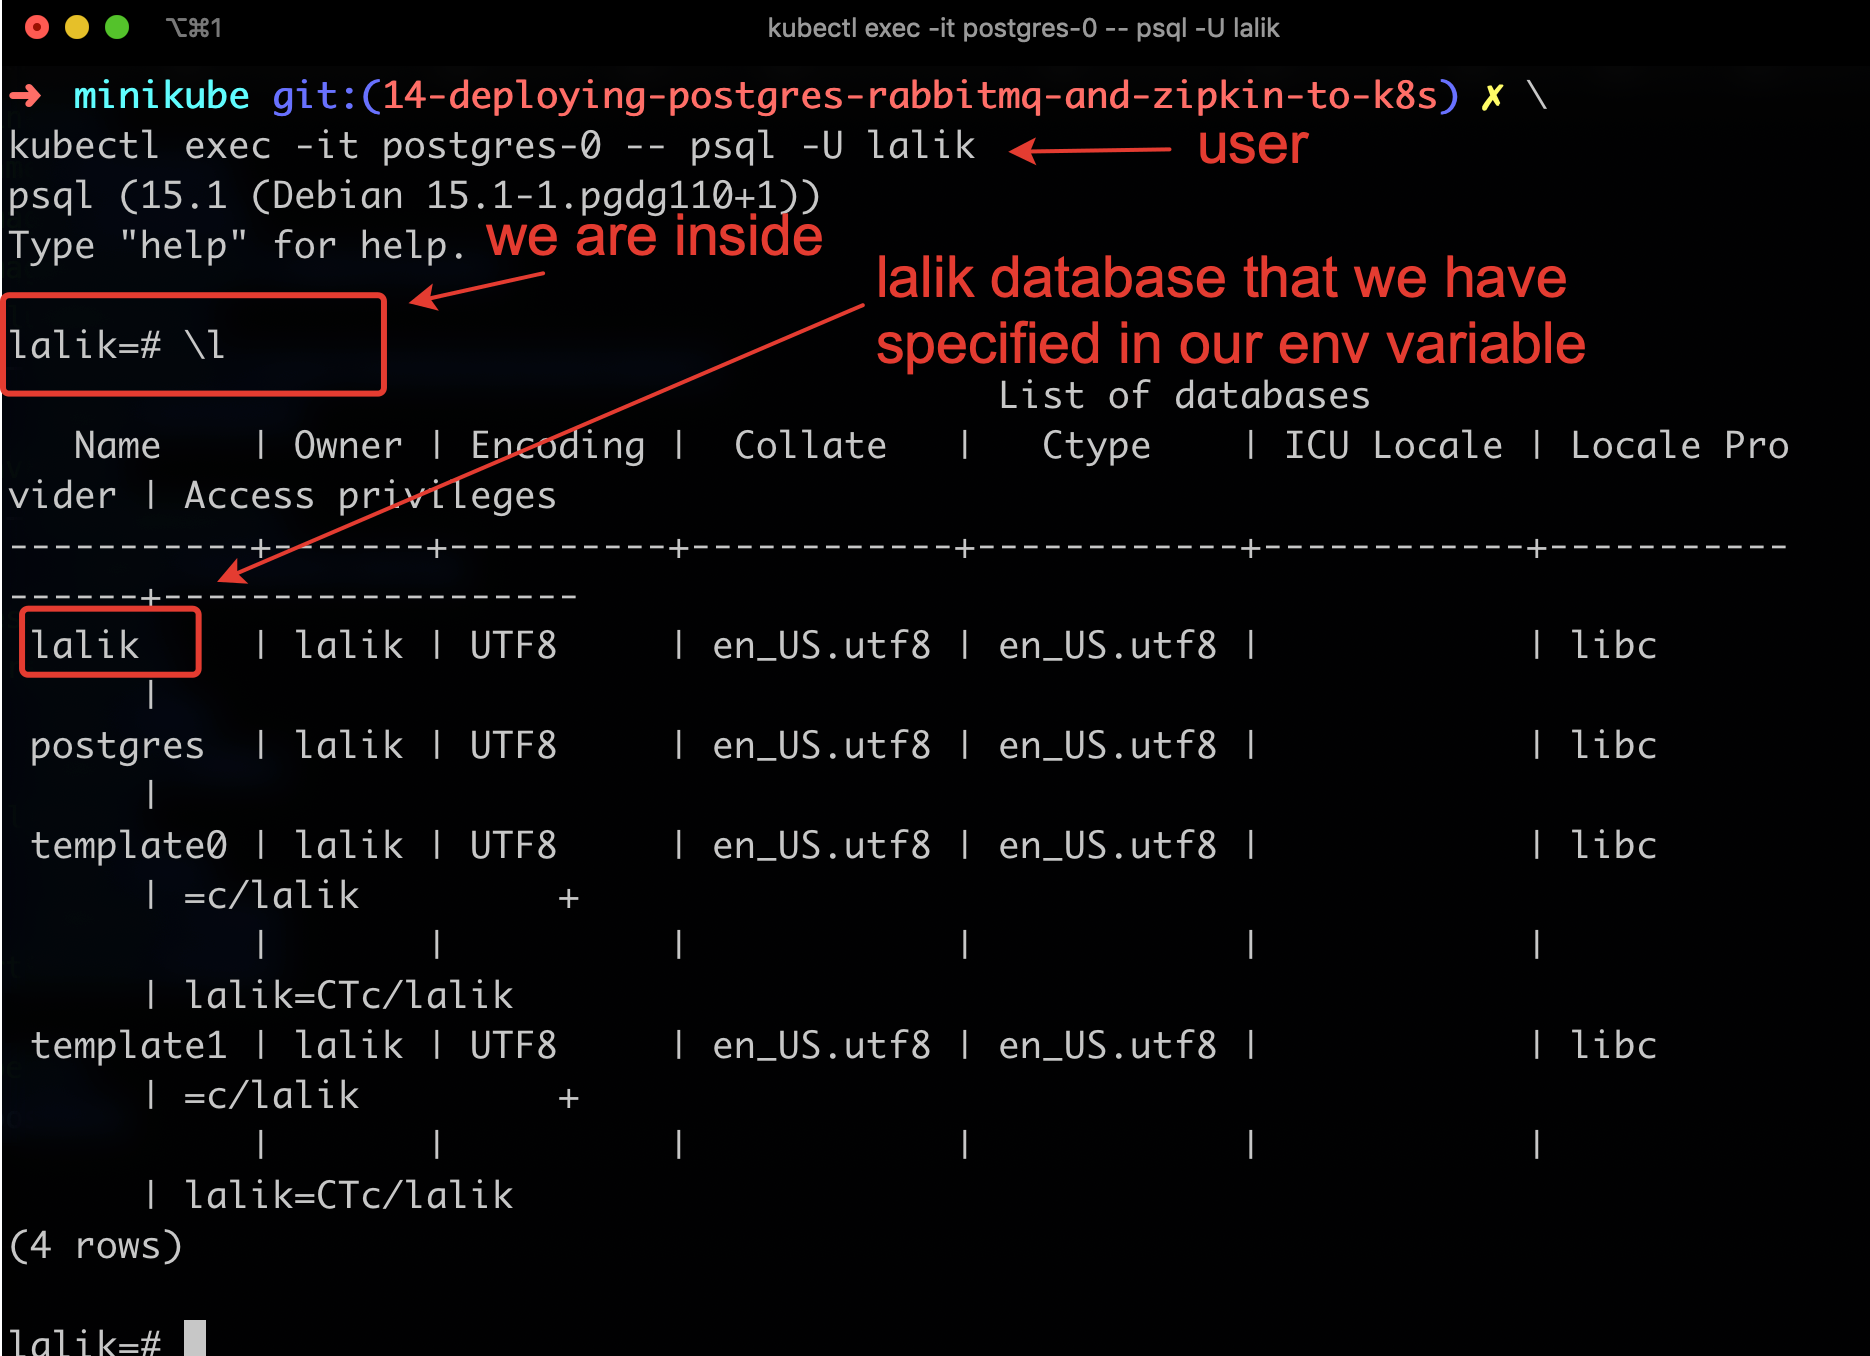 ⌥⌘1
kubectl exec -it postgres-0 -- psql -U lalik
➜ minikube git:(14-deploying-postgres-rabbitmq-and-zipkin-to-k8s) ✗ \
kubectl exec -it postgres-0 -- psql -U lalik
user
psql (15.1 (Debian 15.1-1.pgdg110+1))
Type "help" for help.
we are inside
lalik database that we have
specified in our env variable
lalik=# \l
List of databases
   Name    | Owner | Encoding |  Collate   |   Ctype    | ICU Locale | Locale Pro
vider | Access privileges
-----------+-------+----------+------------+------------+------------+-----------
------+-------------------
 lalik     | lalik | UTF8     | en_US.utf8 | en_US.utf8 |            | libc
      |
 postgres  | lalik | UTF8     | en_US.utf8 | en_US.utf8 |            | libc
      |
 template0 | lalik | UTF8     | en_US.utf8 | en_US.utf8 |            | libc
      | =c/lalik         +
           |       |          |            |            |            |
      | lalik=CTc/lalik
 template1 | lalik | UTF8     | en_US.utf8 | en_US.utf8 |            | libc
      | =c/lalik         +
           |       |          |            |            |            |
      | lalik=CTc/lalik
(4 rows)
lalik=#